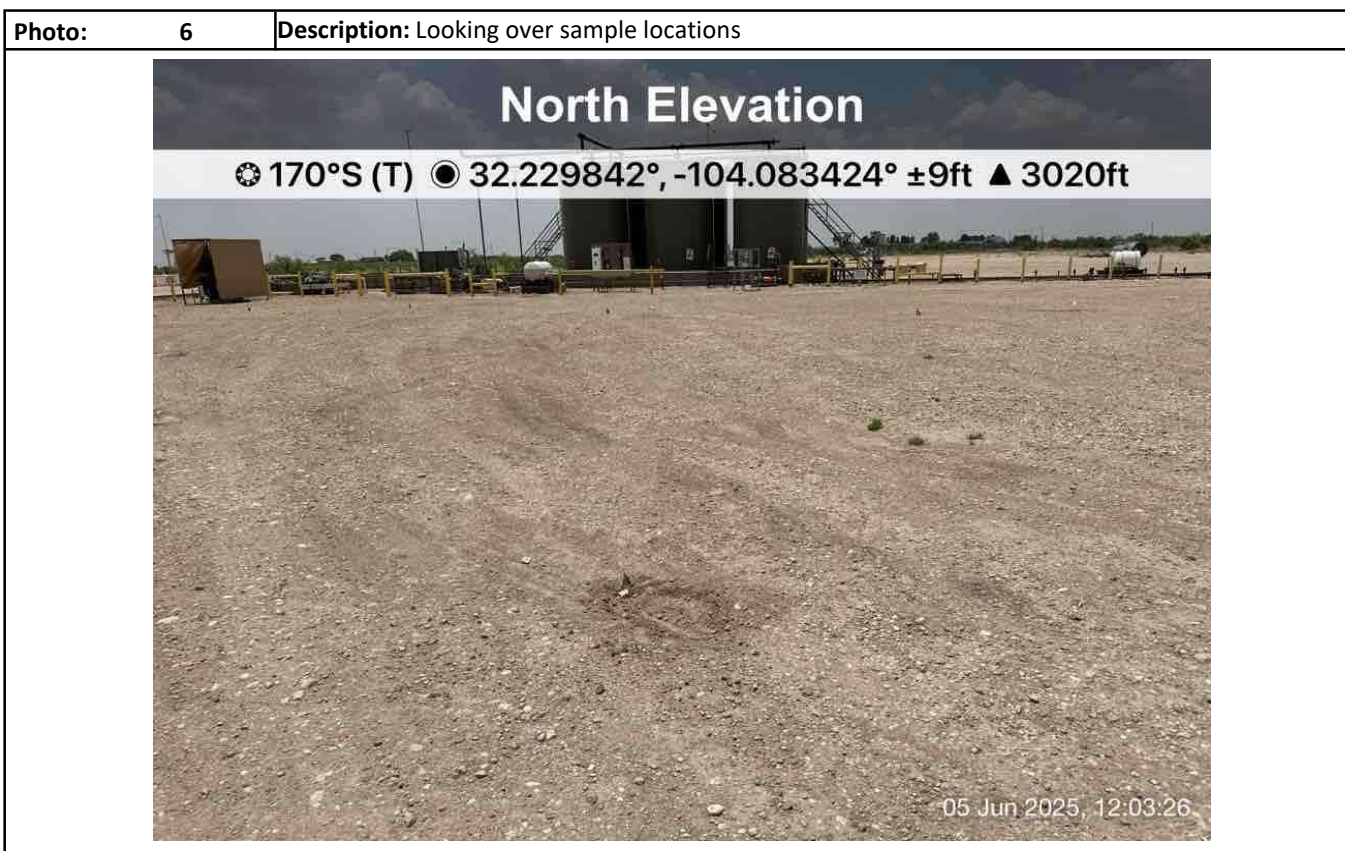 Photo: 6 Description: Looking over sample locations
North Elevation
170°S (T) 32.229842°, -104.083424° ±9ft ▲ 3020ft
05 Jun 2025, 12:03:26